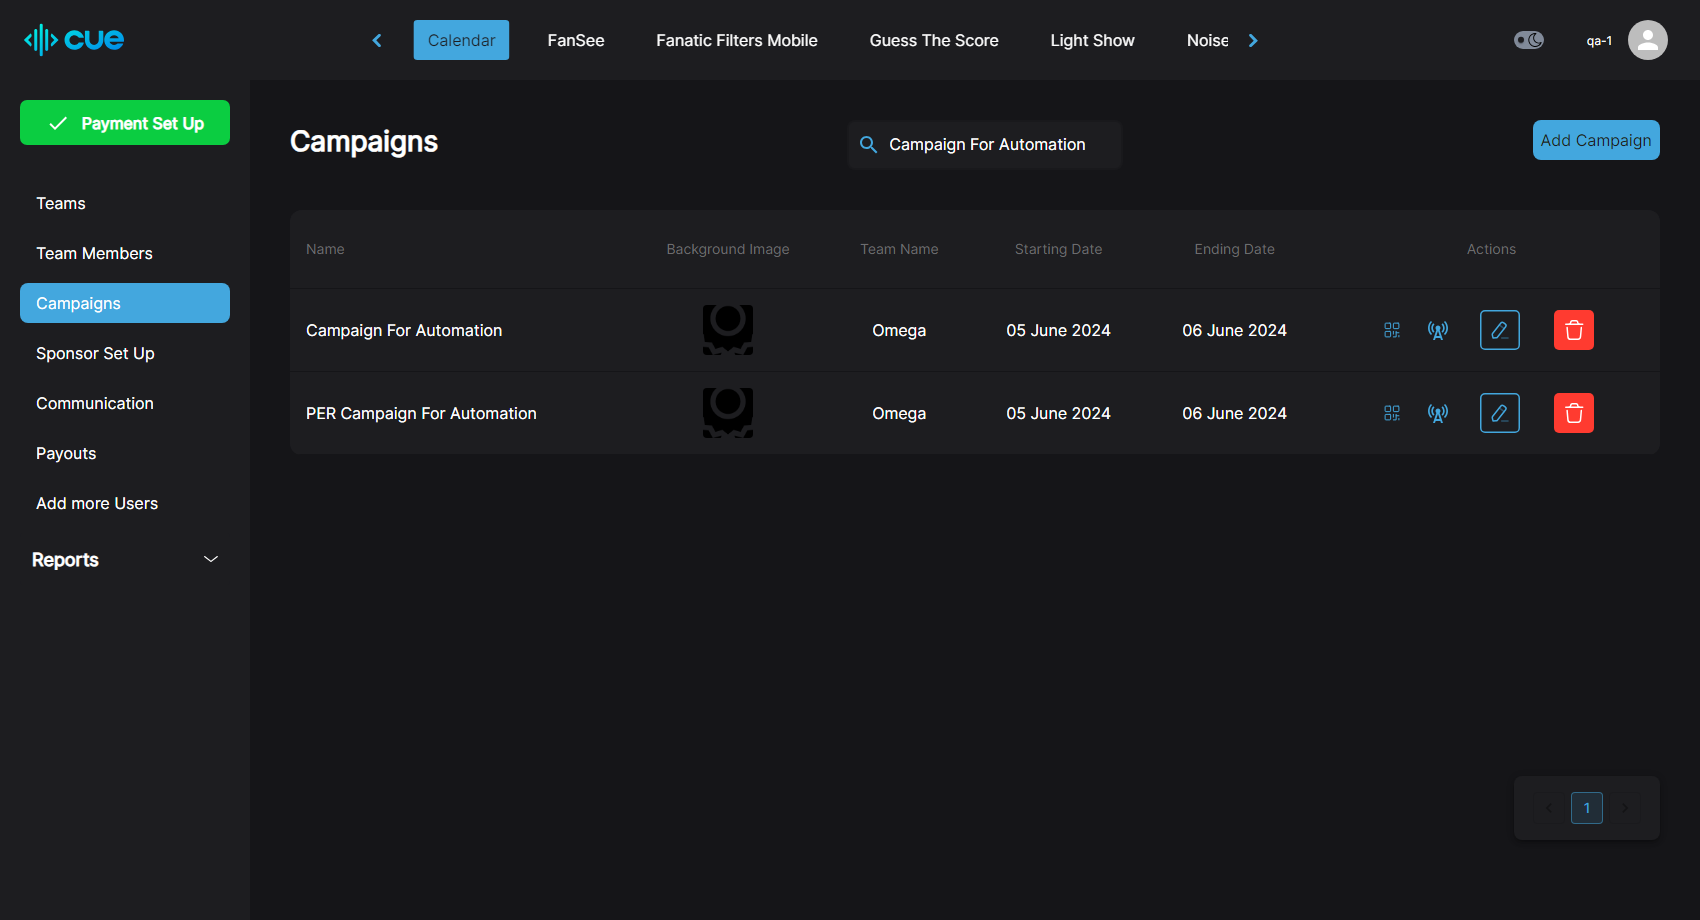 cue
Calendar
FanSee
Fanatic Filters Mobile
Guess The Score
Light Show
Noise
qa-1
Payment Set Up
Teams
Team Members
Campaigns
Sponsor Set Up
Communication
Payouts
Add more Users
Reports
Campaigns
Campaign For Automation
Add Campaign
Name Background Image Team Name Starting Date Ending Date Actions
Campaign For Automation Omega 05 June 2024 06 June 2024
PER Campaign For Automation Omega 05 June 2024 06 June 2024
1